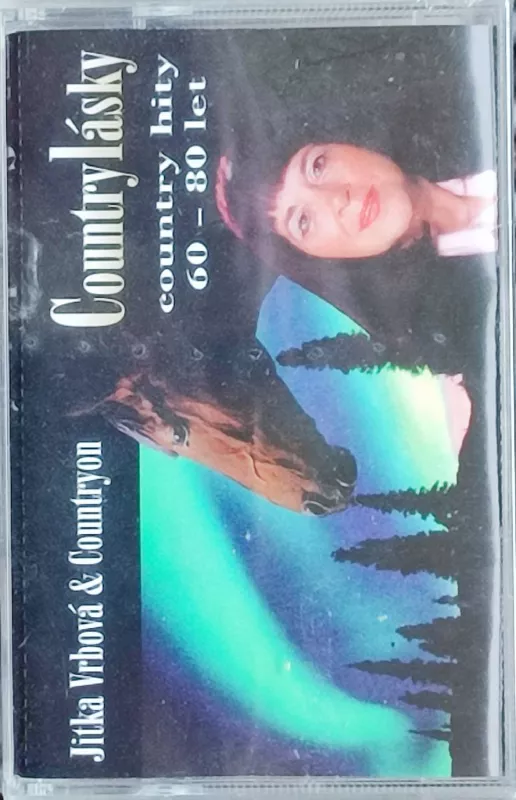 Country lásky
country hity
60 – 80 let
Jitka Vrbová & Countryon